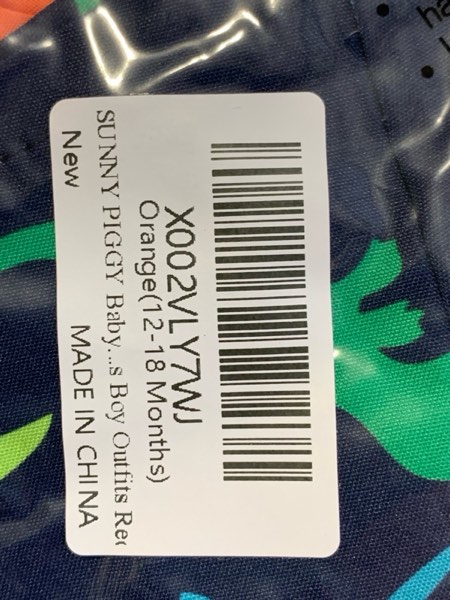 X002VLY7WJ
Orange(12-18 Months)
SUNNY PIGGY Baby...s Boy Outfits Rec
New
MADE IN CHINA